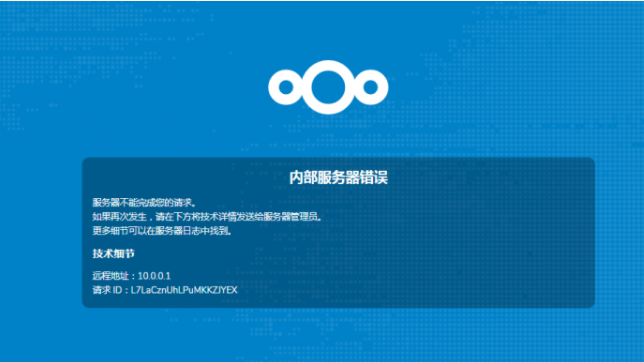 内部服务器错误
服务器不能完成您的请求。
如果再次发生，请在下方将技术详情发送给服务器管理员。
更多细节可以在服务器日志中找到。
技术细节
远程地址：10.0.0.1
请求 ID：L7LaCznUhLPuMKKZJYEX